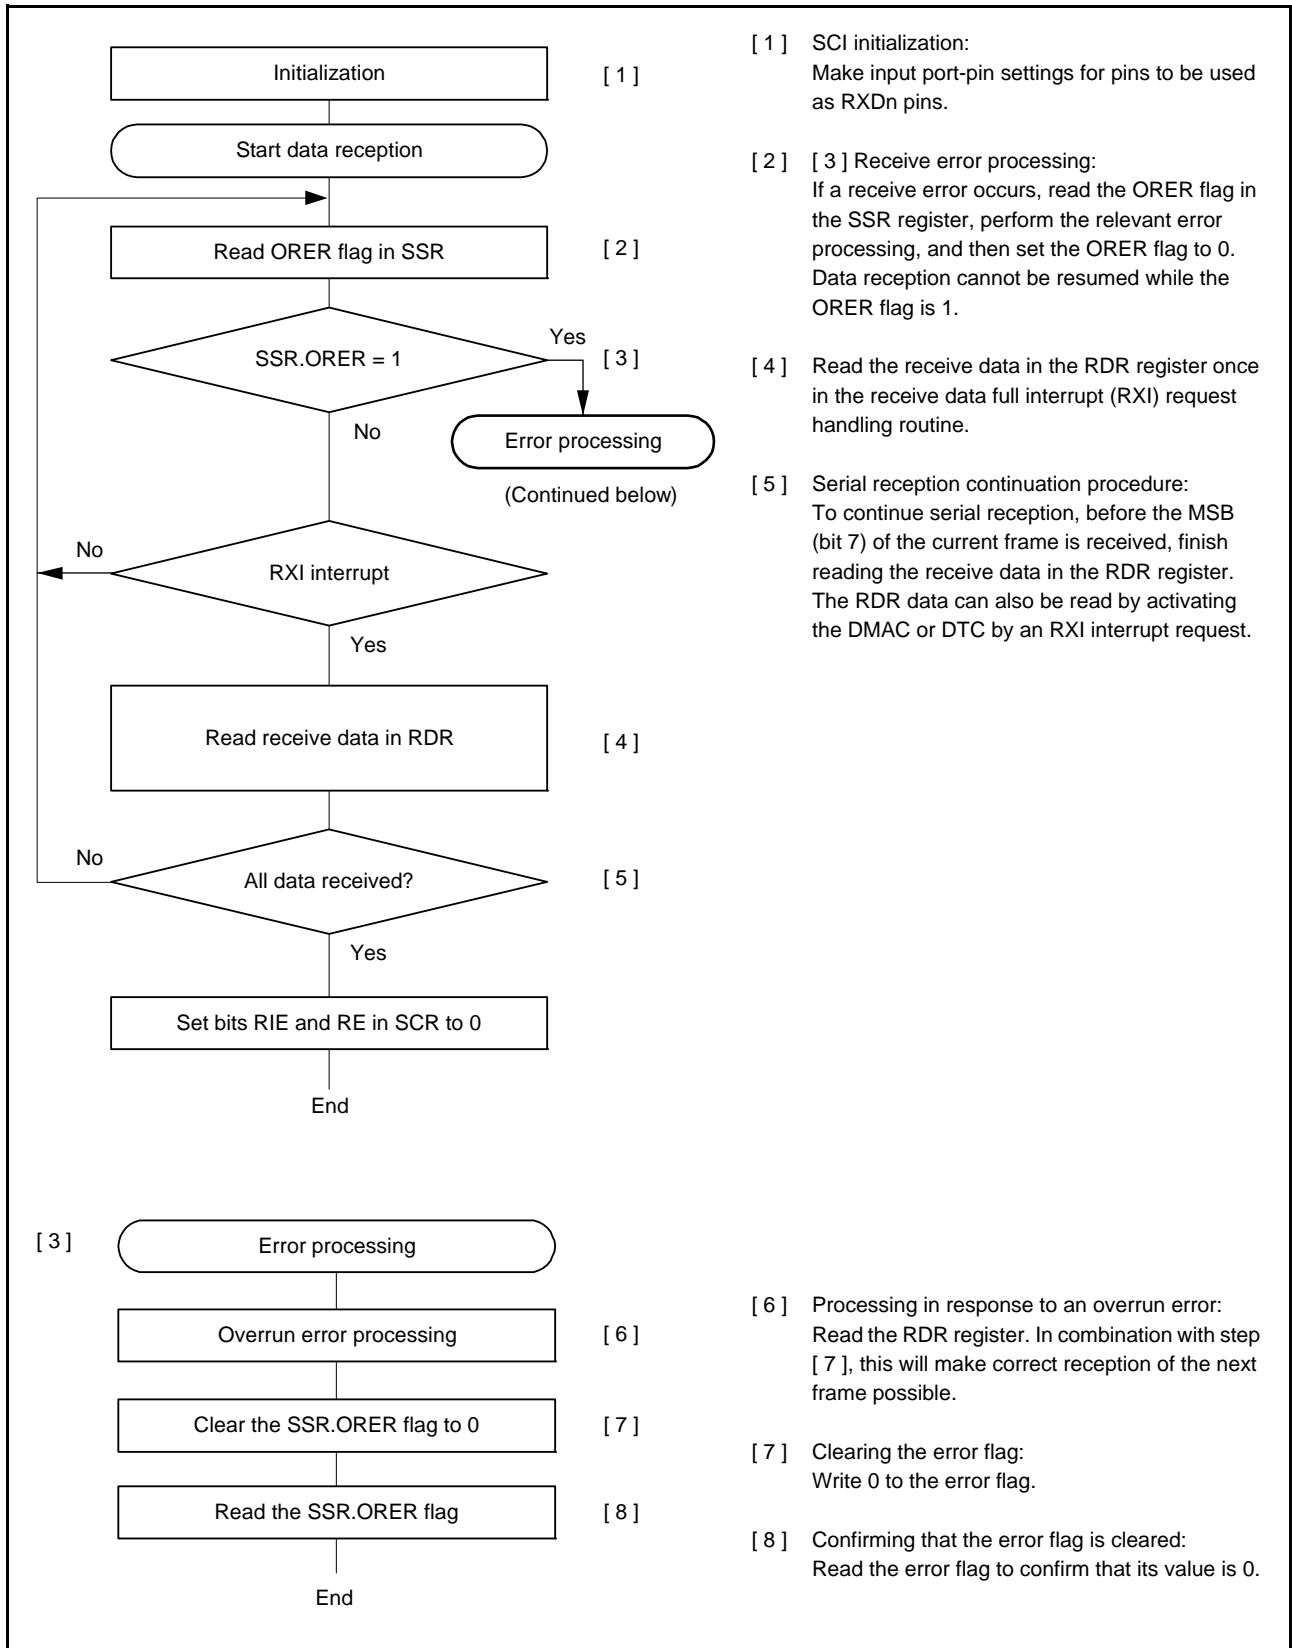 Initialization
[ 1 ]
Start data reception
Read ORER flag in SSR
[ 2 ]
SSR.ORER = 1
Yes
[ 3 ]
No
Error processing
(Continued below)
No
RXI interrupt
Yes
Read receive data in RDR
[ 4 ]
No
All data received?
[ 5 ]
Yes
Set bits RIE and RE in SCR to 0
End
[ 1 ] SCI initialization:
Make input port-pin settings for pins to be used
as RXDn pins.
[ 2 ] [ 3 ] Receive error processing:
If a receive error occurs, read the ORER flag in
the SSR register, perform the relevant error
processing, and then set the ORER flag to 0.
Data reception cannot be resumed while the
ORER flag is 1.
[ 4 ] Read the receive data in the RDR register once
in the receive data full interrupt (RXI) request
handling routine.
[ 5 ] Serial reception continuation procedure:
To continue serial reception, before the MSB
(bit 7) of the current frame is received, finish
reading the receive data in the RDR register.
The RDR data can also be read by activating
the DMAC or DTC by an RXI interrupt request.
[ 3 ]
Error processing
Overrun error processing
[ 6 ]
Clear the SSR.ORER flag to 0
[ 7 ]
Read the SSR.ORER flag
[ 8 ]
End
[ 6 ] Processing in response to an overrun error:
Read the RDR register. In combination with step
[ 7 ], this will make correct reception of the next
frame possible.
[ 7 ] Clearing the error flag:
Write 0 to the error flag.
[ 8 ] Confirming that the error flag is cleared:
Read the error flag to confirm that its value is 0.